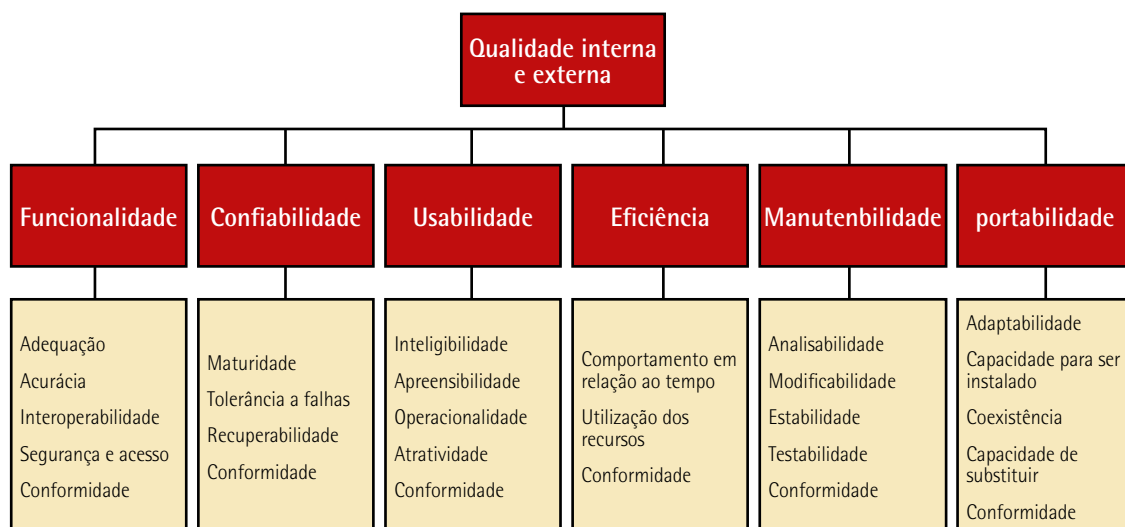 Qualidade interna
e externa
Funcionalidade
Confiabilidade
Usabilidade
Eficiência
Manutenbilidade
portabilidade
Adequação
Acurácia
Interoperabilidade
Segurança e acesso
Conformidade
Maturidade
Tolerância a falhas
Recuperabilidade
Conformidade
Inteligibilidade
Apreensibilidade
Operacionalidade
Atratividade
Conformidade
Comportamento em
relação ao tempo
Utilização dos
recursos
Conformidade
Analisabilidade
Modificabilidade
Estabilidade
Testabilidade
Conformidade
Adaptabilidade
Capacidade para ser
instalado
Coexistência
Capacidade de
substituir
Conformidade